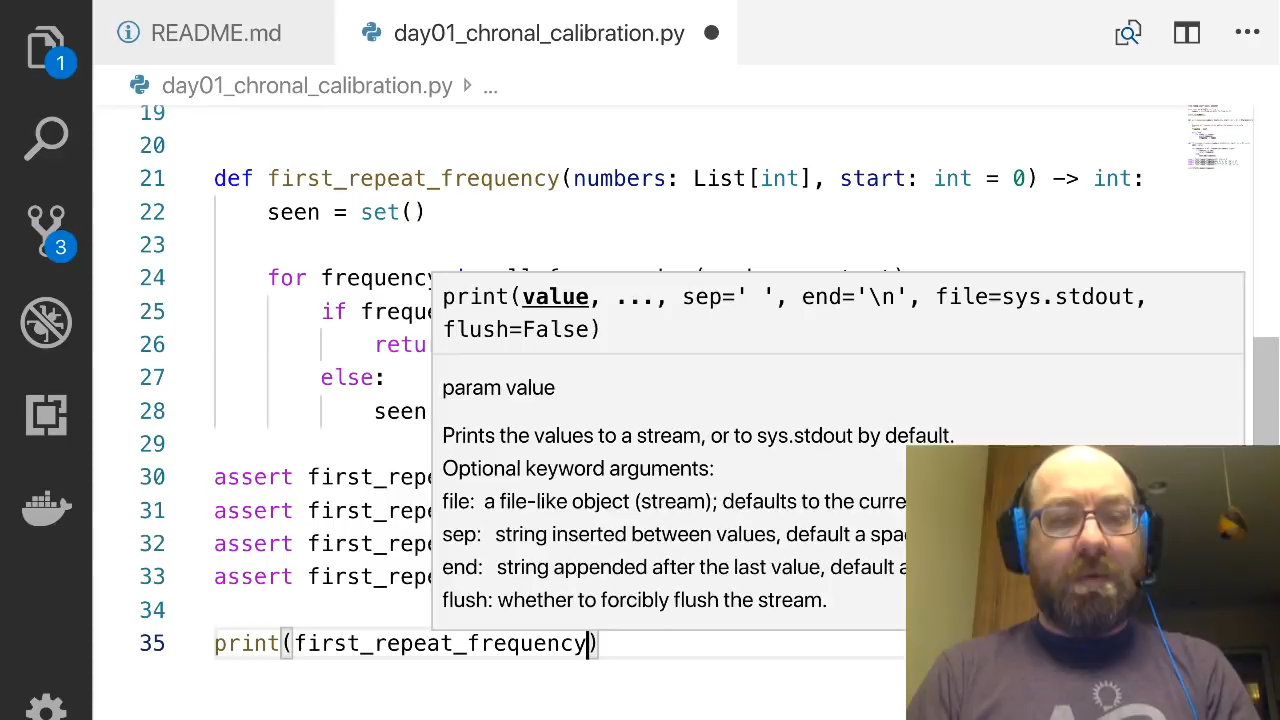 README.md
day01_chronal_calibration.py
1
day01_chronal_calibration.py ...
19
20
21 def first_repeat_frequency(numbers: List[int], start: int = 0) -> int:
22 seen = set()
23
24 for frequency
25 if freque
26 retu
27 else:
28 seen
29
30 assert first_repe
31 assert first_repe
32 assert first_repe
33 assert first_repe
34
35 print(first_repeat_frequency)
3
print(value, ..., sep=' ', end='\n', file=sys.stdout,
flush=False)
param value
Prints the values to a stream, or to sys.stdout by default.
Optional keyword arguments:
file: a file-like object (stream); defaults to the curre
sep: string inserted between values, default a spa
end: string appended after the last value, default a
flush: whether to forcibly flush the stream.